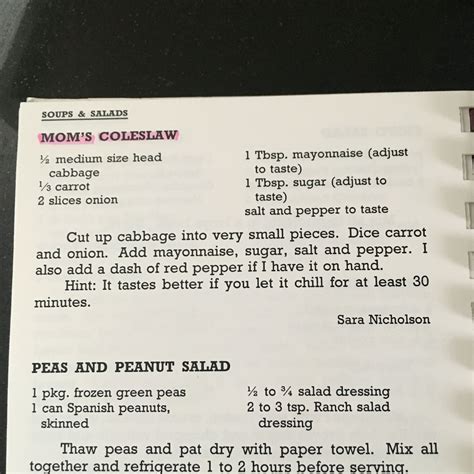 SOUPS & SALADS
MOM'S COLESLAW
½ medium size head
cabbage
⅓ carrot
2 slices onion
1 Tbsp. mayonnaise (adjust
to taste)
1 Tbsp. sugar (adjust to
taste)
salt and pepper to taste
Cut up cabbage into very small pieces. Dice carrot
and onion. Add mayonnaise, sugar, salt and pepper. I
also add a dash of red pepper if I have it on hand.
Hint: It tastes better if you let it chill for at least 30
minutes.
Sara Nicholson
PEAS AND PEANUT SALAD
1 pkg. frozen green peas
1 can Spanish peanuts,
skinned
½ to ¾ salad dressing
2 to 3 tsp. Ranch salad
dressing
Thaw peas and pat dry with paper towel. Mix all
together and refrigerate 1 to 2 hours before serving.